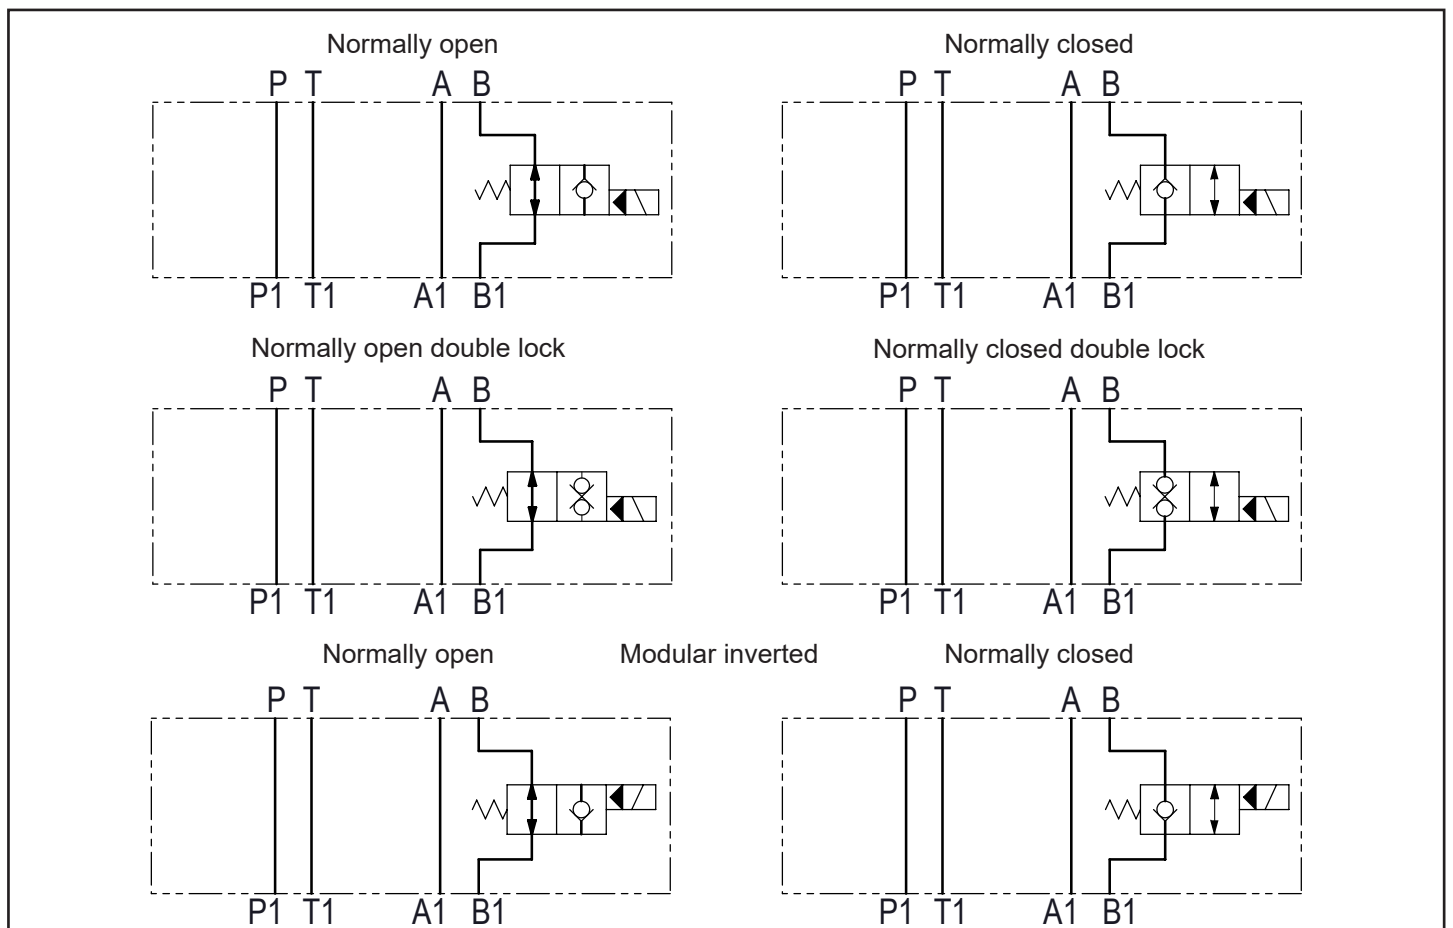 Normally open Normally closed
P T A B P T A B
P1 T1 A1 B1 P1 T1 A1 B1
Normally open double lock Normally closed double lock
P T A B P T A B
P1 T1 A1 B1 P1 T1 A1 B1
Normally open Modular inverted Normally closed
P T A B P T A B
P1 T1 A1 B1 P1 T1 A1 B1